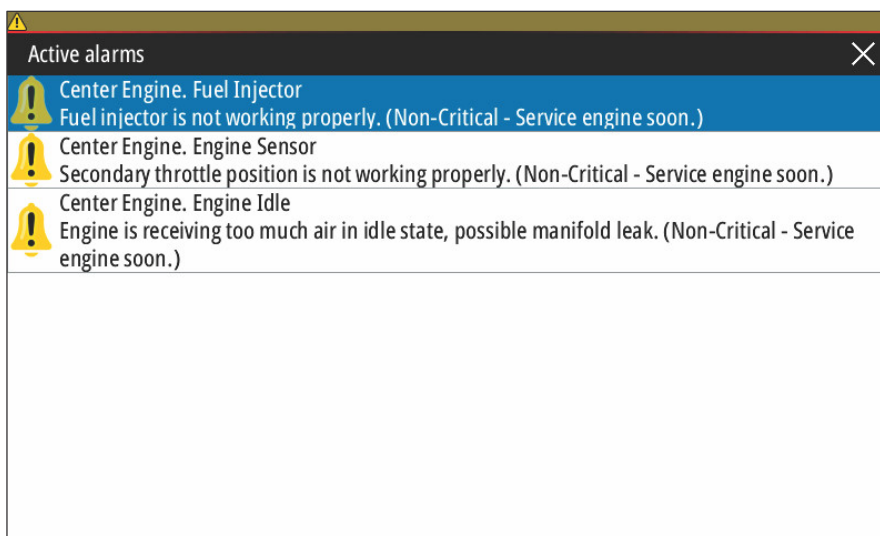 Active alarms
Center Engine. Fuel Injector
Fuel injector is not working properly. (Non-Critical - Service engine soon.)
Center Engine. Engine Sensor
Secondary throttle position is not working properly. (Non-Critical - Service engine soon.)
Center Engine. Engine Idle
Engine is receiving too much air in idle state, possible manifold leak. (Non-Critical - Service
engine soon.)